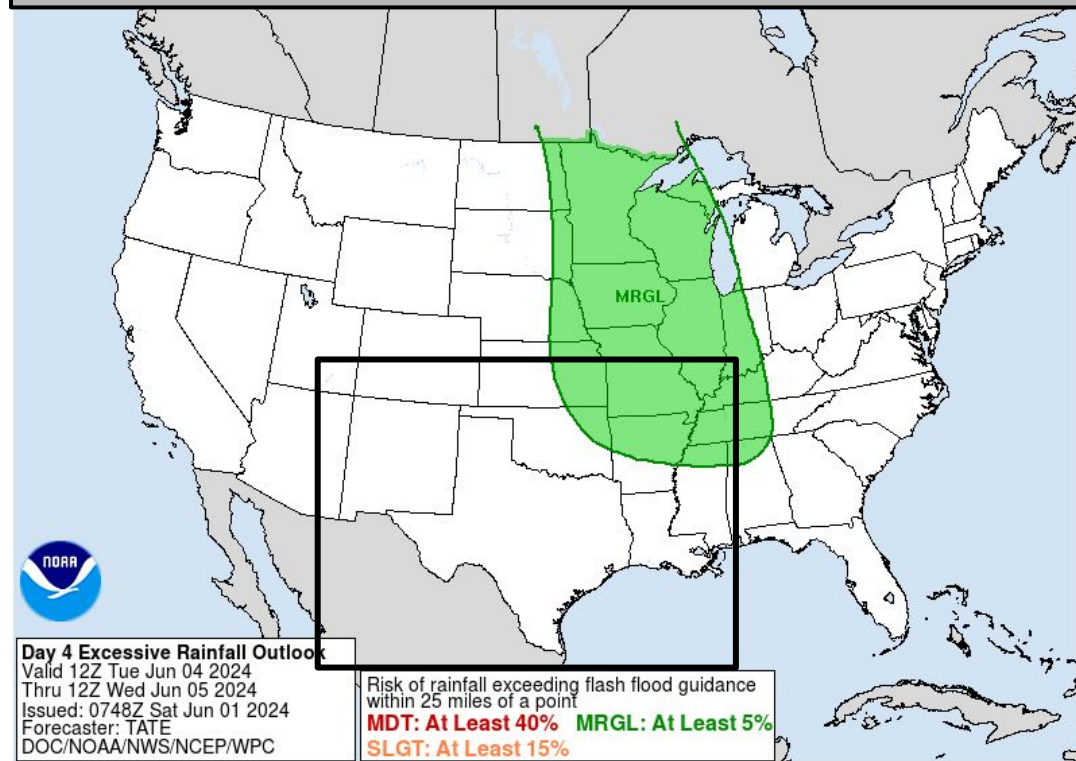 MRGL
NOAA
Day 4 Excessive Rainfall Outlook
Valid 12Z Tue Jun 04 2024
Thru 12Z Wed Jun 05 2024
Issued: 0748Z Sat Jun 01 2024
Forecaster: TATE
DOC/NOAA/NWS/NCEP/WPC
Risk of rainfall exceeding flash flood guidance
within 25 miles of a point
MDT: At Least 40% MRGL: At Least 5%
SLGT: At Least 15%